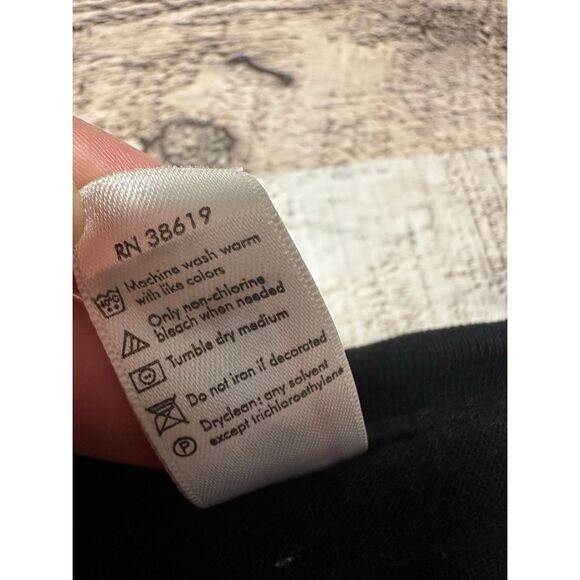 RN 38619
Machine wash warm
with like colors
40°C
Only non-chlorine
bleach when needed
Tumble dry medium
Do not iron if decorated
Dryclean: any solvent
except trichloroethylene
P